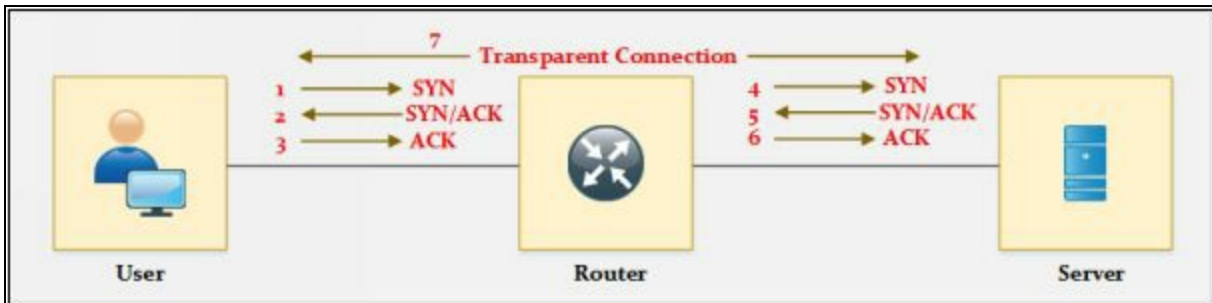 7
Transparent Connection
1 SYN
2 SYN/ACK
3 ACK
4 SYN
5 SYN/ACK
6 ACK
User
Router
Server